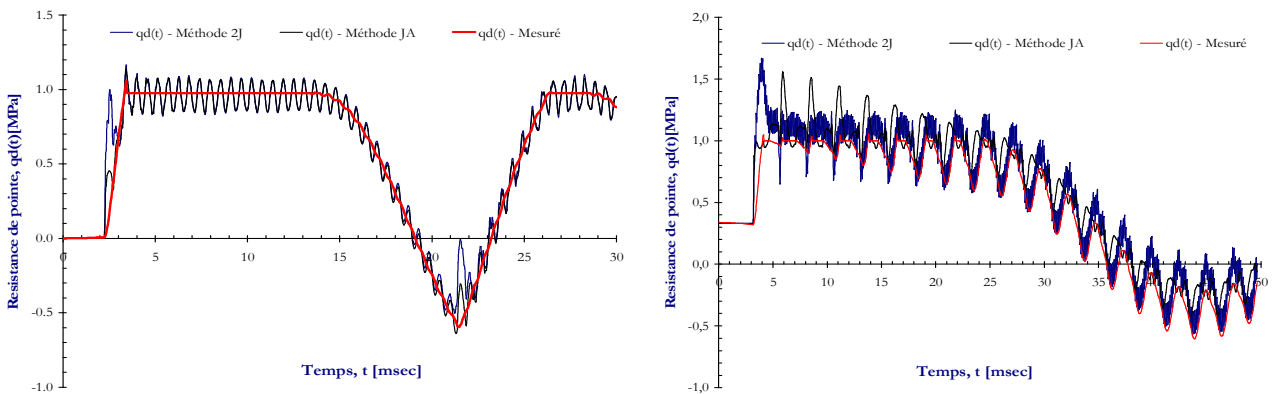 qd(t) - Méthode 2J qd(t) - Méthode JA qd(t) - Mesuré
1.5
1.0
0.5
0.0
-0.5
-1.0
0 5 10 15 20 25 30
Resistance de pointe, qd(t)[MPa]
Temps, t [msec]
qd(t) - Méthode 2J qd(t) - Méthode JA qd(t) - Mesuré
2,0
1,5
1,0
0,5
0,0
-0,5
-1,0
0 5 10 15 20 25 30 35 40 45 50
Resistance de pointe, qd(t)[MPa]
Temps, t [msec]